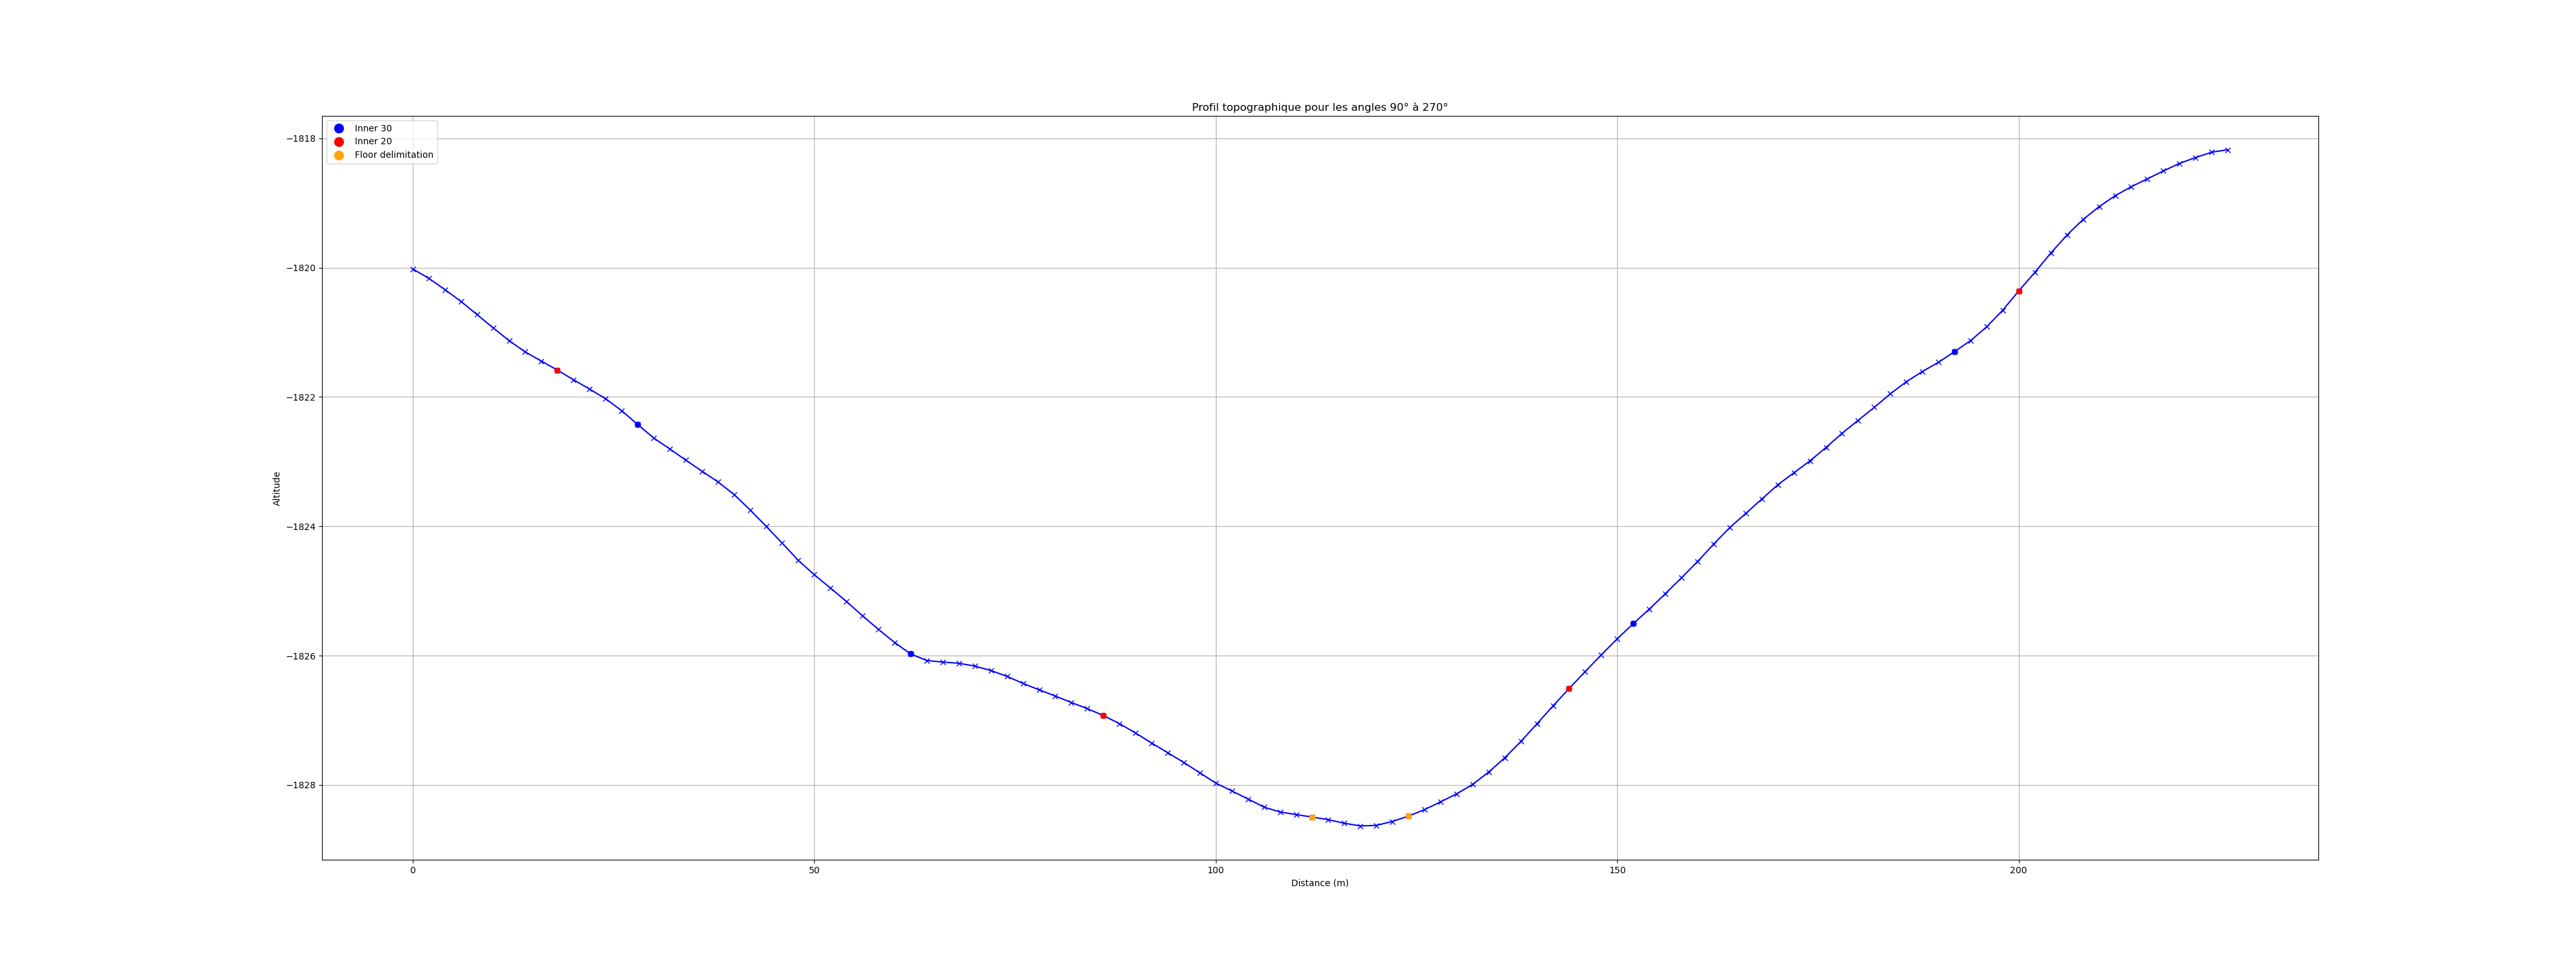 Profil topographique pour les angles 90° à 270°
Inner 30
Inner 20
Floor delimitation
−1818
−1820
−1822
−1824
−1826
−1828
Altitude
0
50
100
150
200
Distance (m)